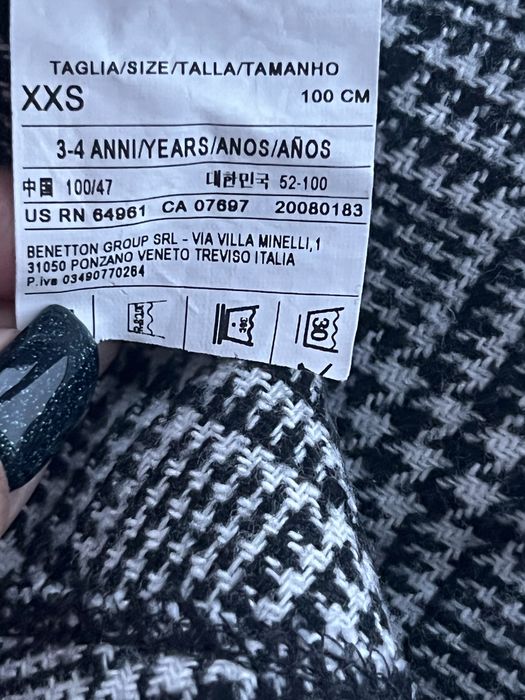 TAGLIA/SIZE/TALLA/TAMANHO
XXS 100 CM
3-4 ANNI/YEARS/ANOS/AÑOS
中国 100/47 대한민국 52-100
US RN 64961 CA 07697 20080183
BENETTON GROUP SRL - VIA VILLA MINELLI,1
31050 PONZANO VENETO TREVISO ITALIA
P.iva 03490770264
30